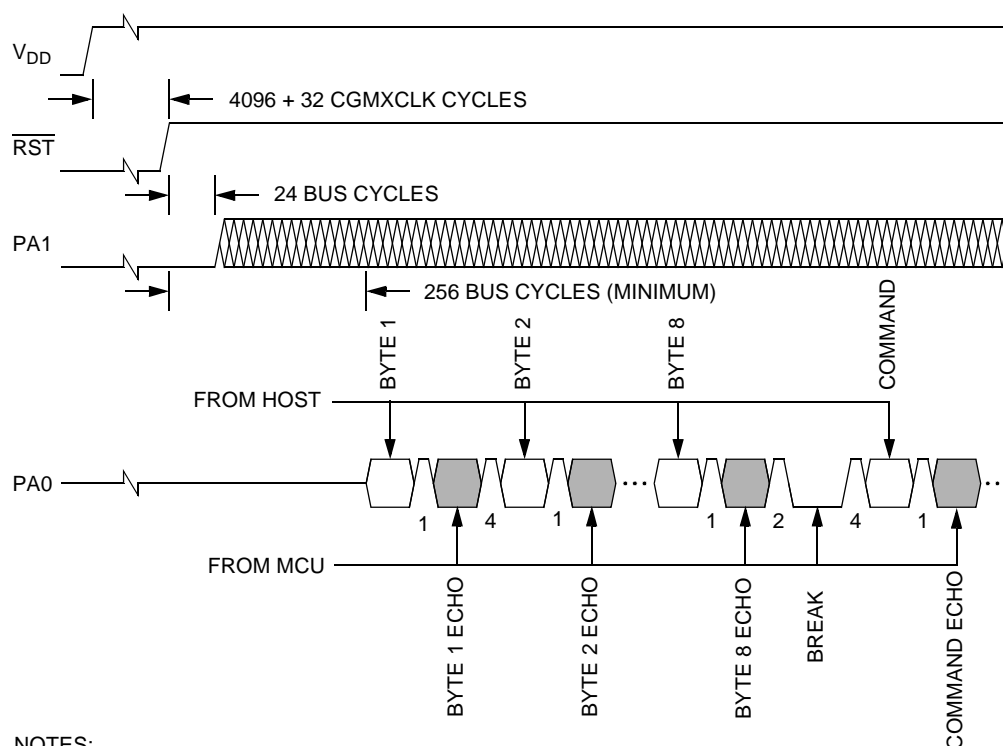 VDD
4096 + 32 CGMXCLK CYCLES
RST
24 BUS CYCLES
PA1
256 BUS CYCLES (MINIMUM)
BYTE 1
BYTE 2
BYTE 8
COMMAND
FROM HOST
PA0
1
4
1
1
2
4
1
FROM MCU
BYTE 1 ECHO
BYTE 2 ECHO
BYTE 8 ECHO
BREAK
COMMAND ECHO
NOTES: